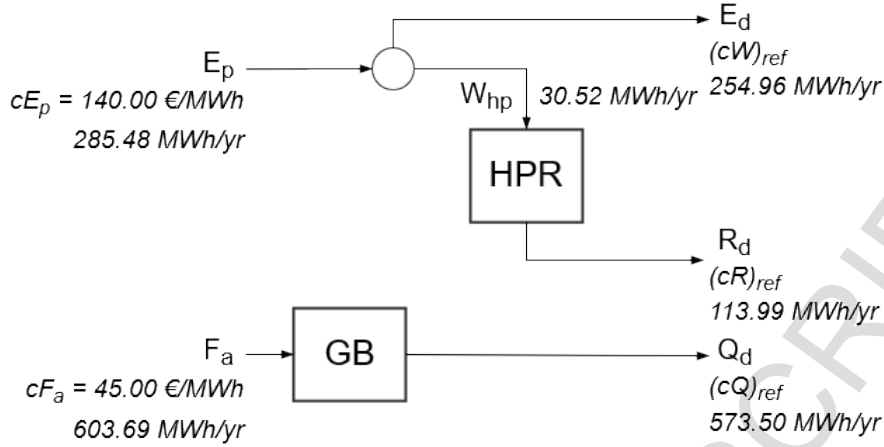 E_p
cE_p = 140.00 €/MWh
285.48 MWh/yr
E_d
(cW)_ref
254.96 MWh/yr
W_hp
30.52 MWh/yr
HPR
R_d
(cR)_ref
113.99 MWh/yr
F_a
cF_a = 45.00 €/MWh
603.69 MWh/yr
GB
Q_d
(cQ)_ref
573.50 MWh/yr